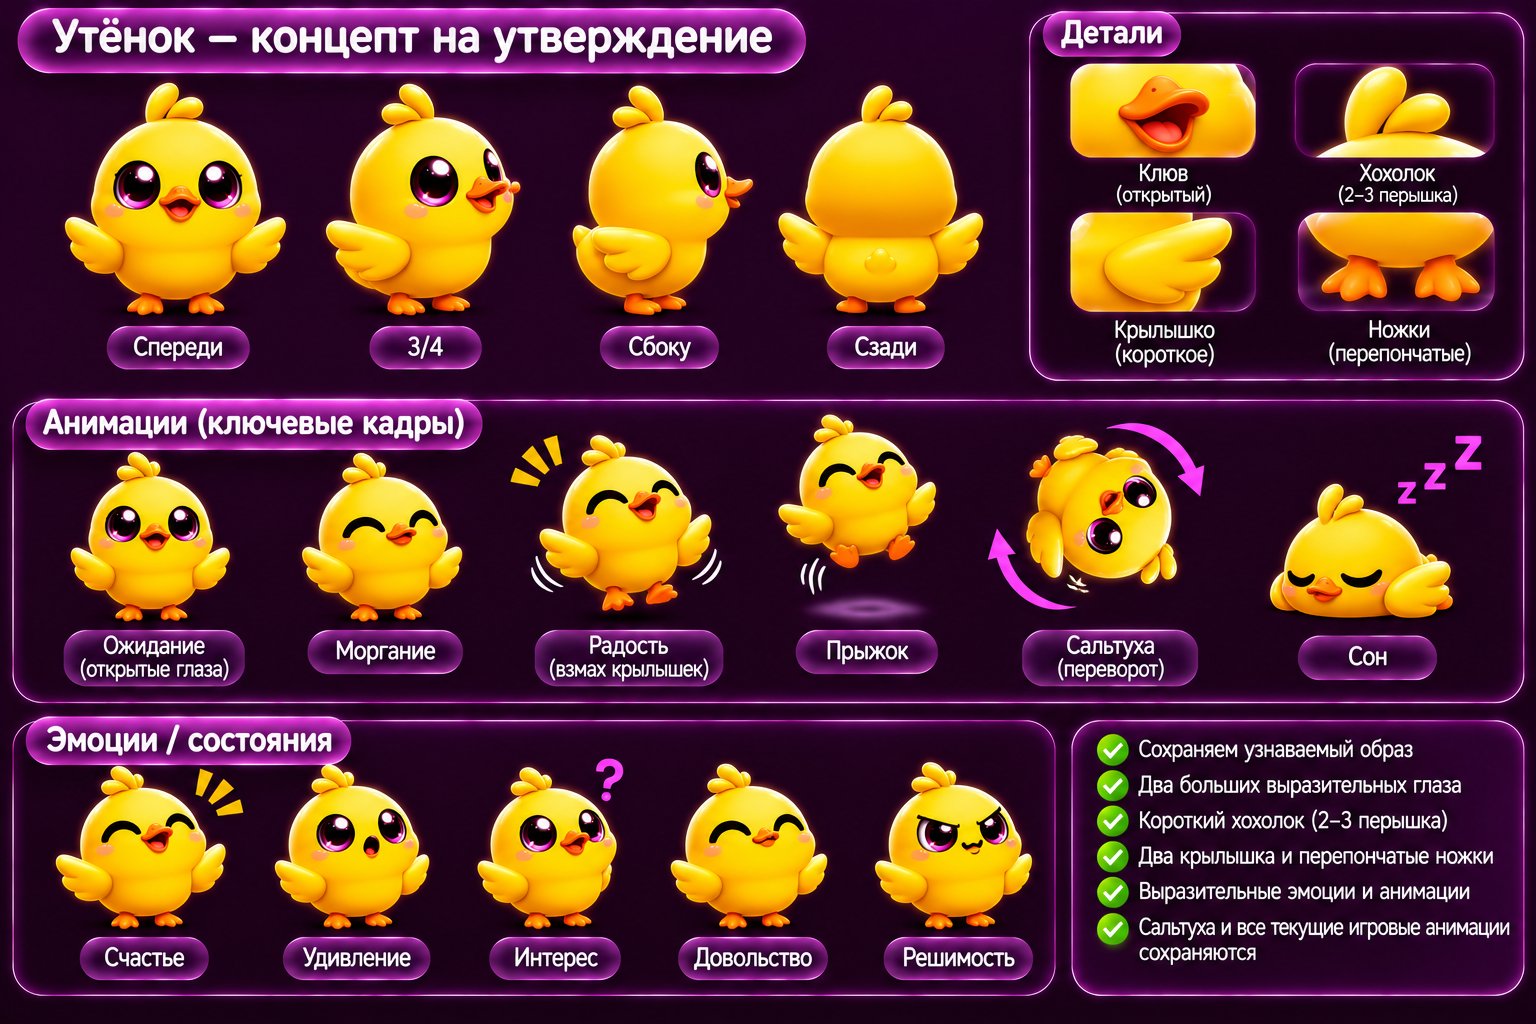 Утёнок – концепт на утверждение
Спереди
3/4
Сбоку
Сзади
Детали
Клюв
(открытый)
Хохолок
(2–3 перышка)
Крылышко
(короткое)
Ножки
(перепончатые)
Анимации (ключевые кадры)
Ожидание
(открытые глаза)
Моргание
Радость
(взмах крылышек)
Прыжок
Сальтуха
(переворот)
z z z
Сон
Эмоции / состояния
Счастье
Удивление
?
Интерес
Довольство
Решимость
Сохраняем узнаваемый образ
Два больших выразительных глаза
Короткий хохолок (2–3 перышка)
Два крылышка и перепончатые ножки
Выразительные эмоции и анимации
Сальтуха и все текущие игровые анимации
сохраняются